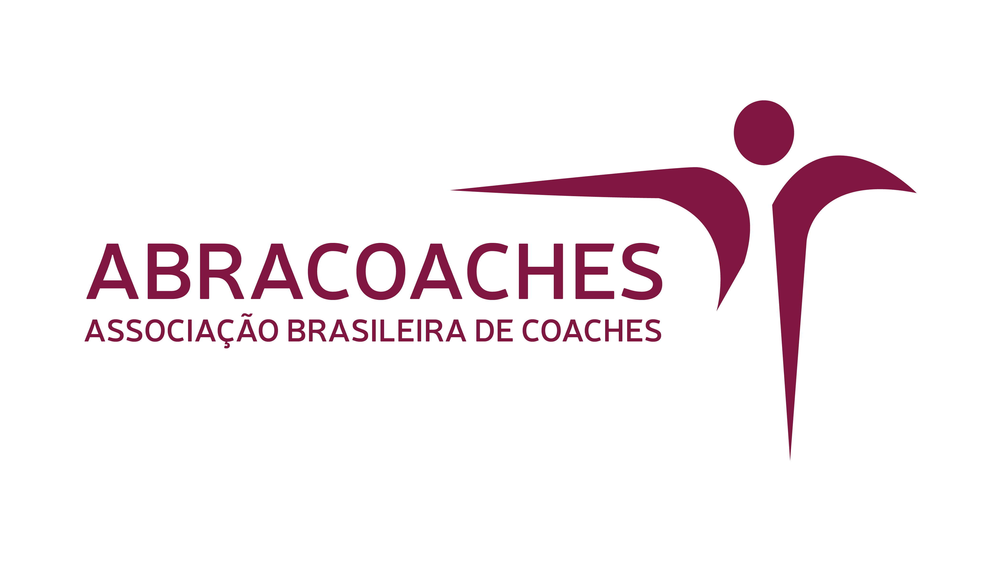 ABRACOACHES
ASSOCIAÇÃO BRASILEIRA DE COACHES